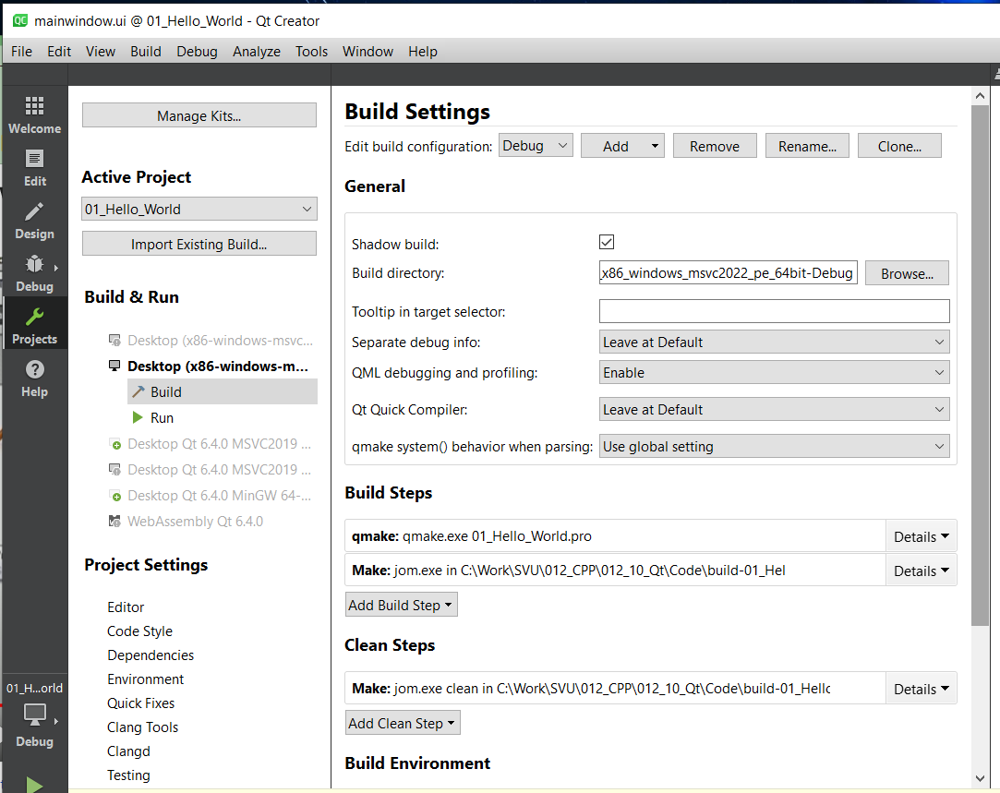 mainwindow.ui @ 01_Hello_World - Qt Creator
File Edit View Build Debug Analyze Tools Window Help
Welcome
Edit
Design
Debug
Projects
Help
01_H...orld
Debug
Manage Kits...
Active Project
01_Hello_World
Import Existing Build...
Build & Run
Desktop (x86-windows-msvc...
Desktop (x86-windows-m...
Build
Run
Desktop Qt 6.4.0 MSVC2019 ...
Desktop Qt 6.4.0 MSVC2019 ...
Desktop Qt 6.4.0 MinGW 64-...
WebAssembly Qt 6.4.0
Project Settings
Editor
Code Style
Dependencies
Environment
Quick Fixes
Clang Tools
Clangd
Testing
Build Settings
Edit build configuration: Debug Add Remove Rename... Clone...
General
Shadow build:
Build directory: x86_windows_msvc2022_pe_64bit-Debug Browse...
Tooltip in target selector:
Separate debug info: Leave at Default
QML debugging and profiling: Enable
Qt Quick Compiler: Leave at Default
qmake system() behavior when parsing: Use global setting
Build Steps
qmake: qmake.exe 01_Hello_World.pro Details
Make: jom.exe in C:\Work\SVU\012_CPP\012_10_Qt\Code\build-01_Hel Details
Add Build Step
Clean Steps
Make: jom.exe clean in C:\Work\SVU\012_CPP\012_10_Qt\Code\build-01_Hello Details
Add Clean Step
Build Environment